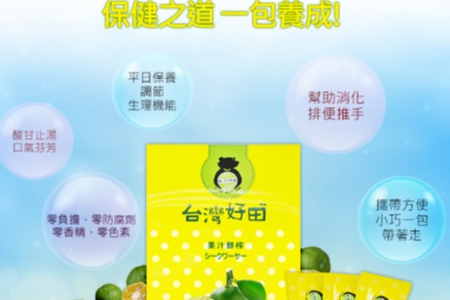 保健之道 一包養成!
平日保養
調節
生理機能
幫助消化
排便推手
酸甘止渴
口氣芬芳
零負擔、零防腐劑
零香精、零色素
攜帶方便
小巧一包
帶著走
台灣好田
果汁鮮榨
シークワーサー